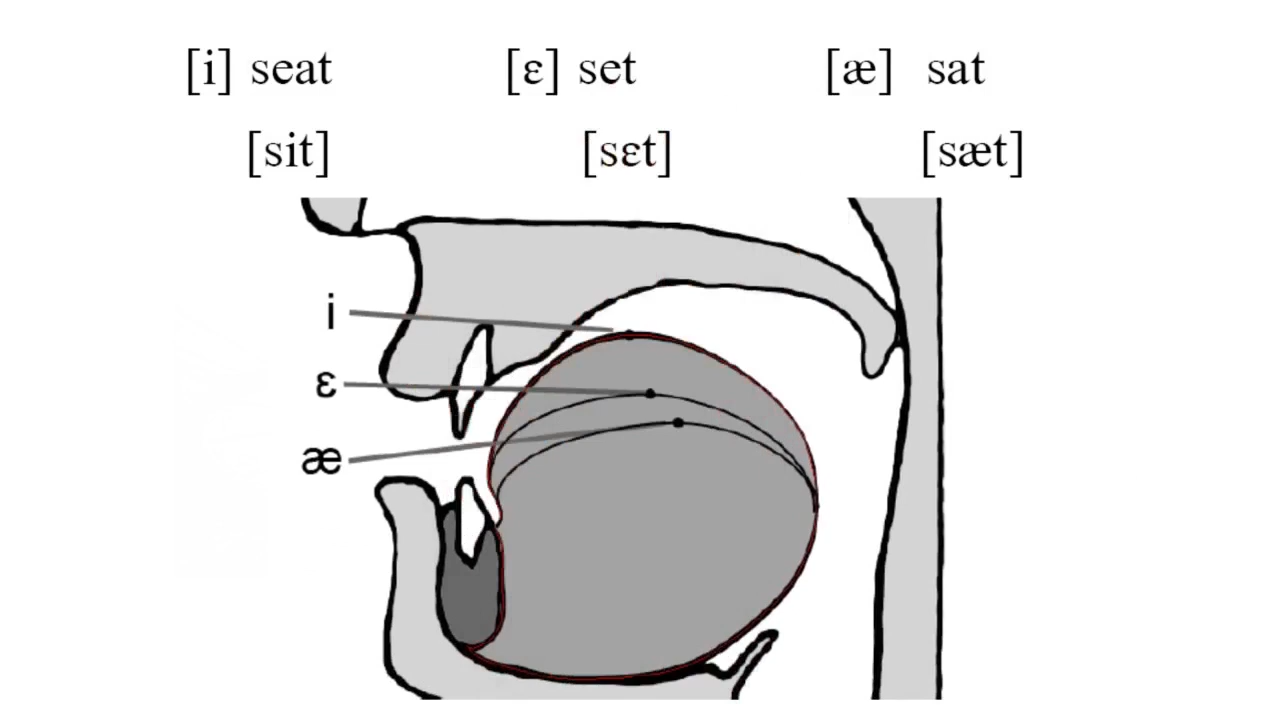 [i] seat [ɛ] set [æ] sat
[sit] [sɛt] [sæt]
i
ɛ
æ